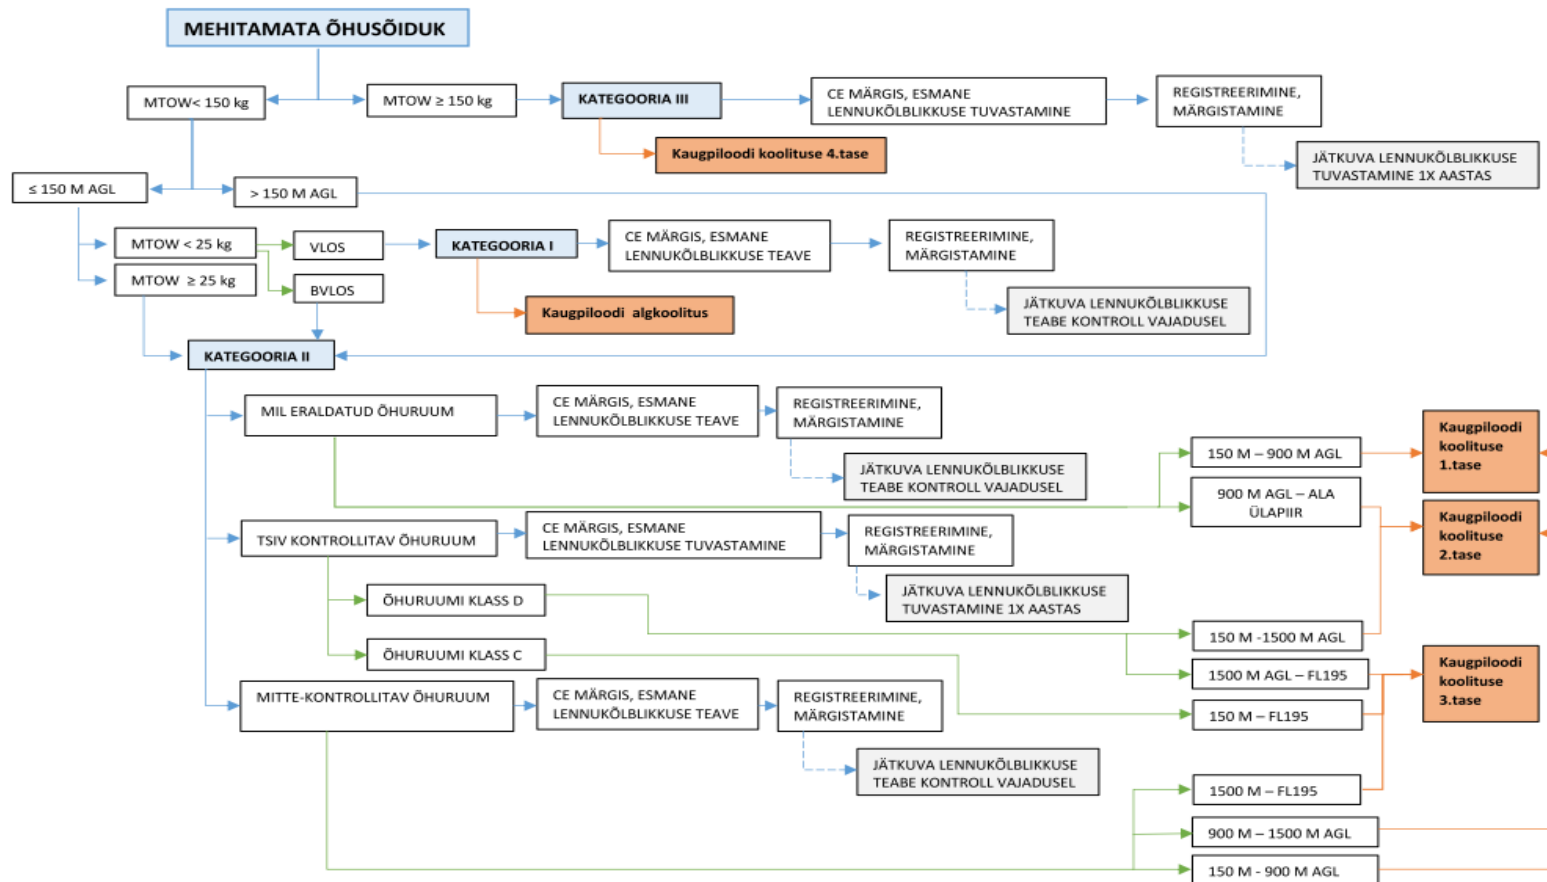 MEHITAMATA ÕHUSÕIDUK
MTOW< 150 kg
MTOW ≥ 150 kg
KATEGOORIA III
CE MÄRGIS, ESMANE
LENNUKÕLBLIKKUSE TUVASTAMINE
REGISTREERIMINE,
MÄRGISTAMINE
Kaugpiloodi koolituse 4.tase
JÄTKUVA LENNUKÕLBLIKKUSE
TUVASTAMINE 1X AASTAS
≤ 150 M AGL
> 150 M AGL
MTOW < 25 kg
VLOS
KATEGOORIA I
CE MÄRGIS, ESMANE
LENNUKÕLBLIKKUSE TEAVE
REGISTREERIMINE,
MÄRGISTAMINE
MTOW ≥ 25 kg
BVLOS
Kaugpiloodi algkoolitus
JÄTKUVA LENNUKÕLBLIKKUSE
TEABE KONTROLL VAJADUSEL
KATEGOORIA II
MIL ERALDATUD ÕHURUUM
CE MÄRGIS, ESMANE
LENNUKÕLBLIKKUSE TEAVE
REGISTREERIMINE,
MÄRGISTAMINE
JÄTKUVA LENNUKÕLBLIKKUSE
TEABE KONTROLL VAJADUSEL
150 M – 900 M AGL
Kaugpiloodi
koolituse
1.tase
900 M AGL – ALA
ÜLAPIIR
Kaugpiloodi
koolituse
2.tase
TSIV KONTROLLITAV ÕHURUUM
CE MÄRGIS, ESMANE
LENNUKÕLBLIKKUSE TUVASTAMINE
REGISTREERIMINE,
MÄRGISTAMINE
JÄTKUVA LENNUKÕLBLIKKUSE
TUVASTAMINE 1X AASTAS
ÕHURUUMI KLASS D
150 M -1500 M AGL
ÕHURUUMI KLASS C
1500 M AGL – FL195
Kaugpiloodi
koolituse
3.tase
MITTE-KONTROLLITAV ÕHURUUM
CE MÄRGIS, ESMANE
LENNUKÕLBLIKKUSE TEAVE
REGISTREERIMINE,
MÄRGISTAMINE
150 M – FL195
JÄTKUVA LENNUKÕLBLIKKUSE
TEABE KONTROLL VAJADUSEL
1500 M – FL195
900 M – 1500 M AGL
150 M - 900 M AGL